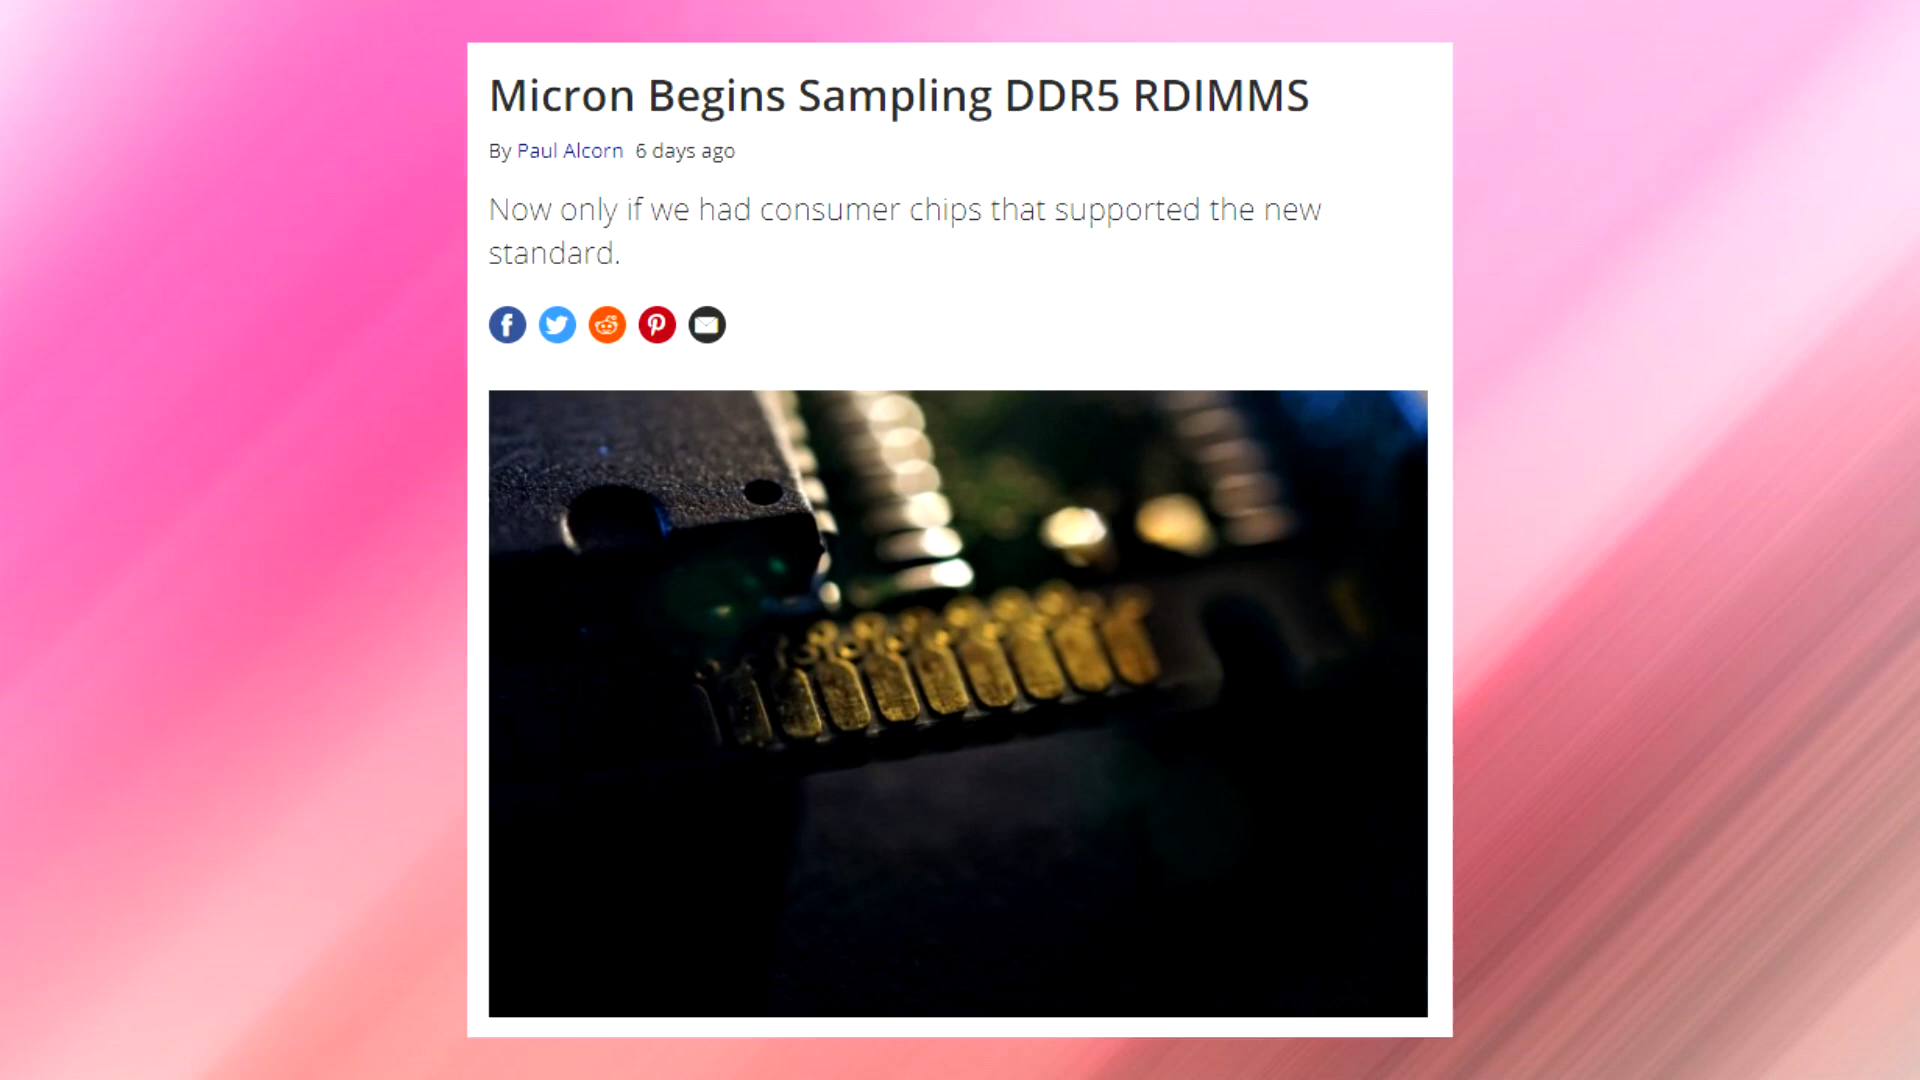 Micron Begins Sampling DDR5 RDIMMS
By Paul Alcorn 6 days ago
Now only if we had consumer chips that supported the new
standard.